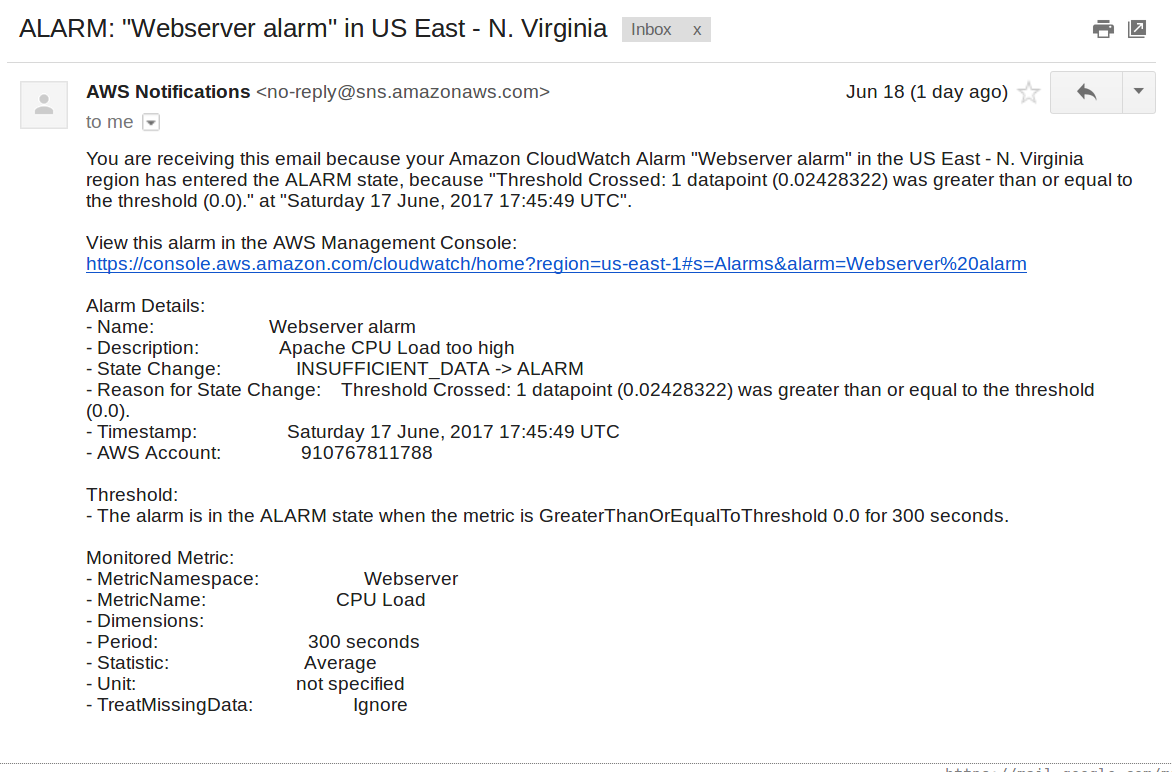 ALARM: "Webserver alarm" in US East - N. Virginia Inbox x
AWS Notifications <no-reply@sns.amazonaws.com> Jun 18 (1 day ago)
to me
You are receiving this email because your Amazon CloudWatch Alarm "Webserver alarm" in the US East - N. Virginia
region has entered the ALARM state, because "Threshold Crossed: 1 datapoint (0.02428322) was greater than or equal to
the threshold (0.0)." at "Saturday 17 June, 2017 17:45:49 UTC".
View this alarm in the AWS Management Console:
https://console.aws.amazon.com/cloudwatch/home?region=us-east-1#s=Alarms&alarm=Webserver%20alarm
Alarm Details:
- Name: Webserver alarm
- Description: Apache CPU Load too high
- State Change: INSUFFICIENT_DATA -> ALARM
- Reason for State Change: Threshold Crossed: 1 datapoint (0.02428322) was greater than or equal to the threshold
(0.0).
- Timestamp: Saturday 17 June, 2017 17:45:49 UTC
- AWS Account: 910767811788
Threshold:
- The alarm is in the ALARM state when the metric is GreaterThanOrEqualToThreshold 0.0 for 300 seconds.
Monitored Metric:
- MetricNamespace: Webserver
- MetricName: CPU Load
- Dimensions:
- Period: 300 seconds
- Statistic: Average
- Unit: not specified
- TreatMissingData: Ignore